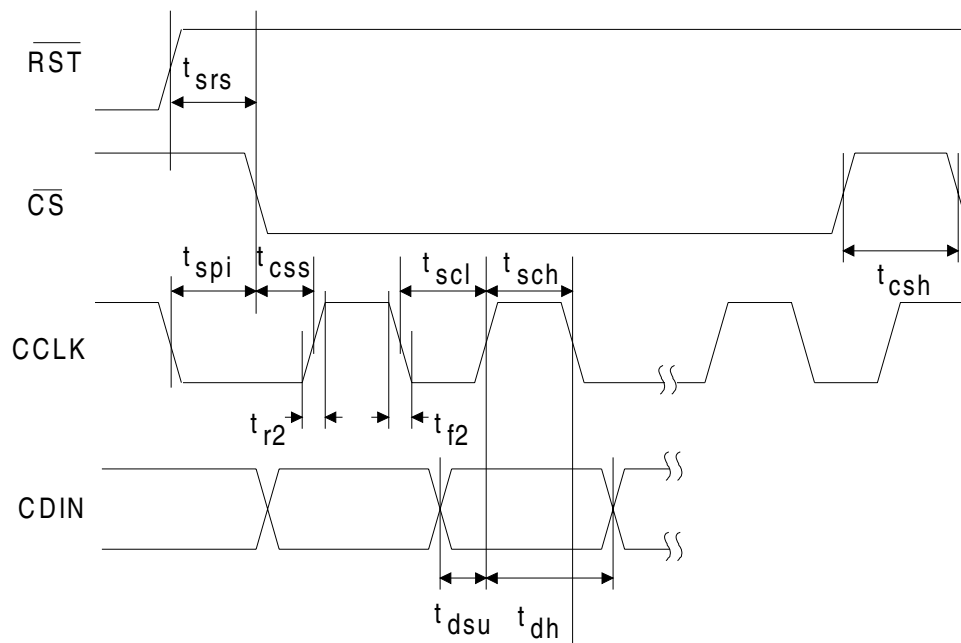 RST
t srs
CS
t spi
t css
t scl
t sch
t csh
CCLK
t r2
t f2
CDIN
t dsu
t dh